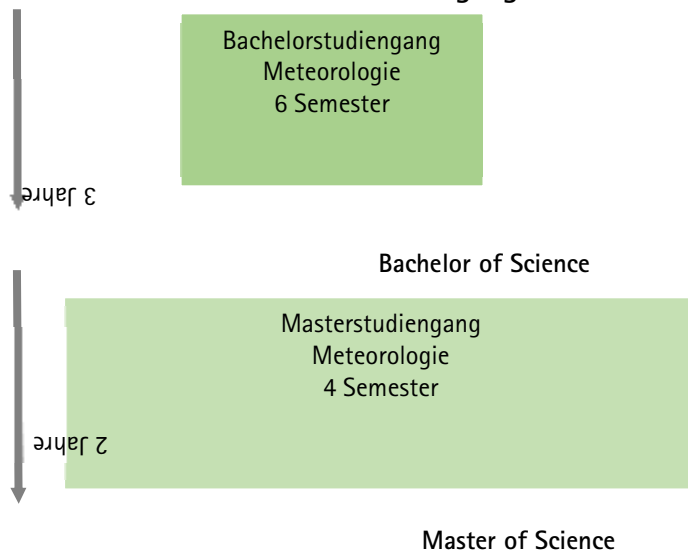 Bachelorstudiengang
Meteorologie
6 Semester
3 Jahre
Bachelor of Science
Masterstudiengang
Meteorologie
4 Semester
2 Jahre
Master of Science